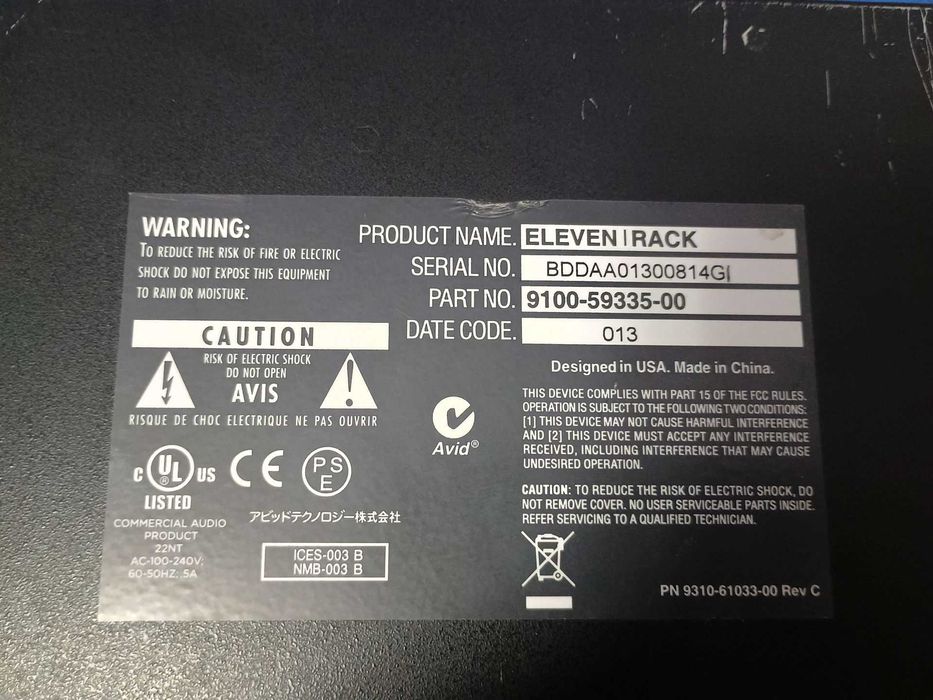 WARNING:
TO REDUCE THE RISK OF FIRE OR ELECTRIC
SHOCK DO NOT EXPOSE THIS EQUIPMENT
TO RAIN OR MOISTURE.
CAUTION
RISK OF ELECTRIC SHOCK
DO NOT OPEN
AVIS
RISQUE DE CHOC ELECTRIQUE NE PAS OUVRIR
C UL ® US
LISTED
CE
PS
E
COMMERCIAL AUDIO
PRODUCT
22NT
AC-100-240V;
60-50HZ; .5A
アビッドテクノロジー株式会社
ICES-003 B
NMB-003 B
PRODUCT NAME. ELEVEN|RACK
SERIAL NO. BDDAA01300814G|
PART NO. 9100-59335-00
DATE CODE. 013
Avid®
Designed in USA. Made in China.
THIS DEVICE COMPLIES WITH PART 15 OF THE FCC RULES.
OPERATION IS SUBJECT TO THE FOLLOWING TWO CONDITIONS:
[1] THIS DEVICE MAY NOT CAUSE HARMFUL INTERFERENCE
AND [2] THIS DEVICE MUST ACCEPT ANY INTERFERENCE
RECEIVED, INCLUDING INTERFERENCE THAT MAY CAUSE
UNDESIRED OPERATION.
CAUTION: TO REDUCE THE RISK OF ELECTRIC SHOCK, DO
NOT REMOVE COVER. NO USER SERVICEABLE PARTS INSIDE.
REFER SERVICING TO A QUALIFIED TECHNICIAN.
PN 9310-61033-00 Rev C